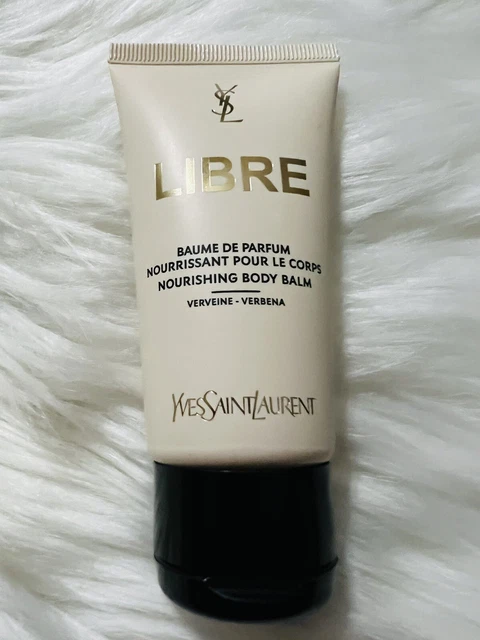 YSL
LIBRE
BAUME DE PARFUM
NOURRISSANT POUR LE CORPS
NOURISHING BODY BALM
VERVEINE - VERBENA
YVESSAINTLAURENT